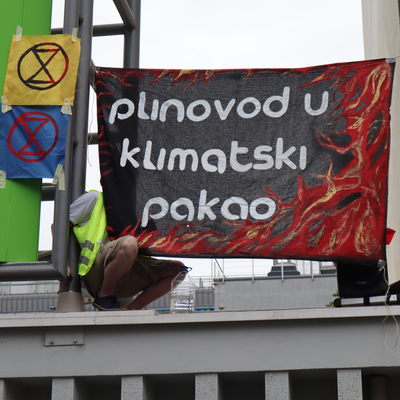 plinovod u
klimatski
pakao